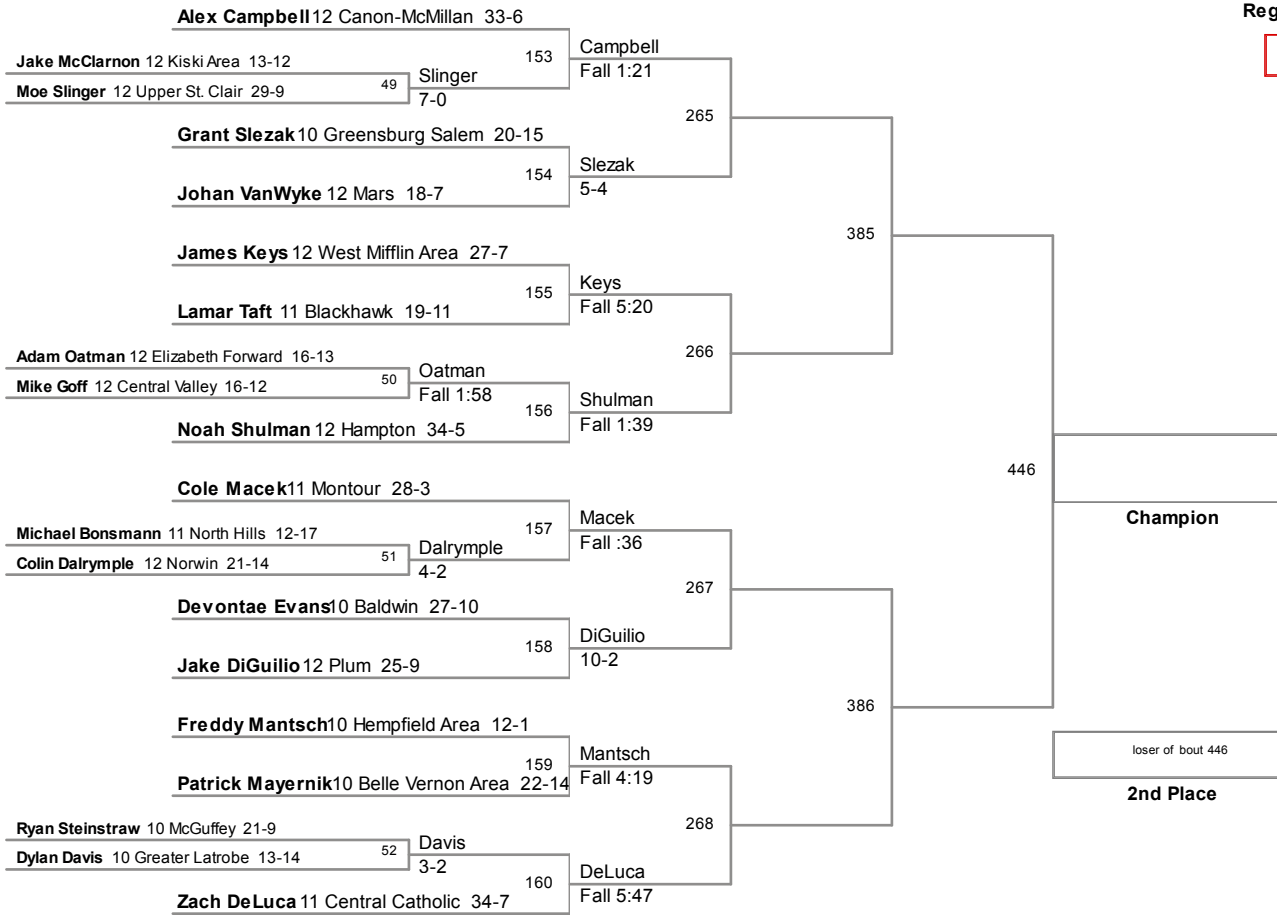 Alex Campbell 12 Canon-McMillan 33-6
Reg
153
Campbell
Fall 1:21
Jake McClarnon 12 Kiski Area 13-12
49
Slinger
7-0
Moe Slinger 12 Upper St. Clair 29-9
265
Grant Slezak 10 Greensburg Salem 20-15
154
Slezak
5-4
Johan VanWyke 12 Mars 18-7
385
James Keys 12 West Mifflin Area 27-7
155
Keys
Fall 5:20
Lamar Taft 11 Blackhawk 19-11
266
Adam Oatman 12 Elizabeth Forward 16-13
50
Oatman
Fall 1:58
Mike Goff 12 Central Valley 16-12
156
Shulman
Fall 1:39
Noah Shulman 12 Hampton 34-5
446
Champion
Cole Macek 11 Montour 28-3
157
Macek
Fall :36
Michael Bonsmann 11 North Hills 12-17
51
Dalrymple
4-2
Colin Dalrymple 12 Norwin 21-14
267
Devontae Evans 10 Baldwin 27-10
158
DiGuilio
10-2
Jake DiGuilio 12 Plum 25-9
386
Freddy Mantsch 10 Hempfield Area 12-1
159
Mantsch
Fall 4:19
Patrick Mayernik 10 Belle Vernon Area 22-14
loser of bout 446
2nd Place
268
Ryan Steinstraw 10 McGuffey 21-9
52
Davis
3-2
Dylan Davis 10 Greater Latrobe 13-14
160
DeLuca
Fall 5:47
Zach DeLuca 11 Central Catholic 34-7